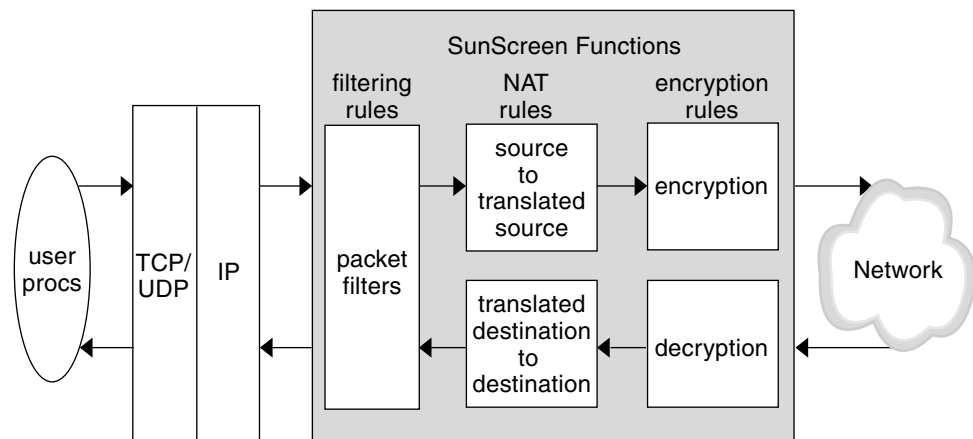 SunScreen Functions
filtering
rules
NAT
rules
encryption
rules
user
procs
TCP/
UDP
IP
packet
filters
source
to
translated
source
encryption
translated
destination
to
destination
decryption
Network